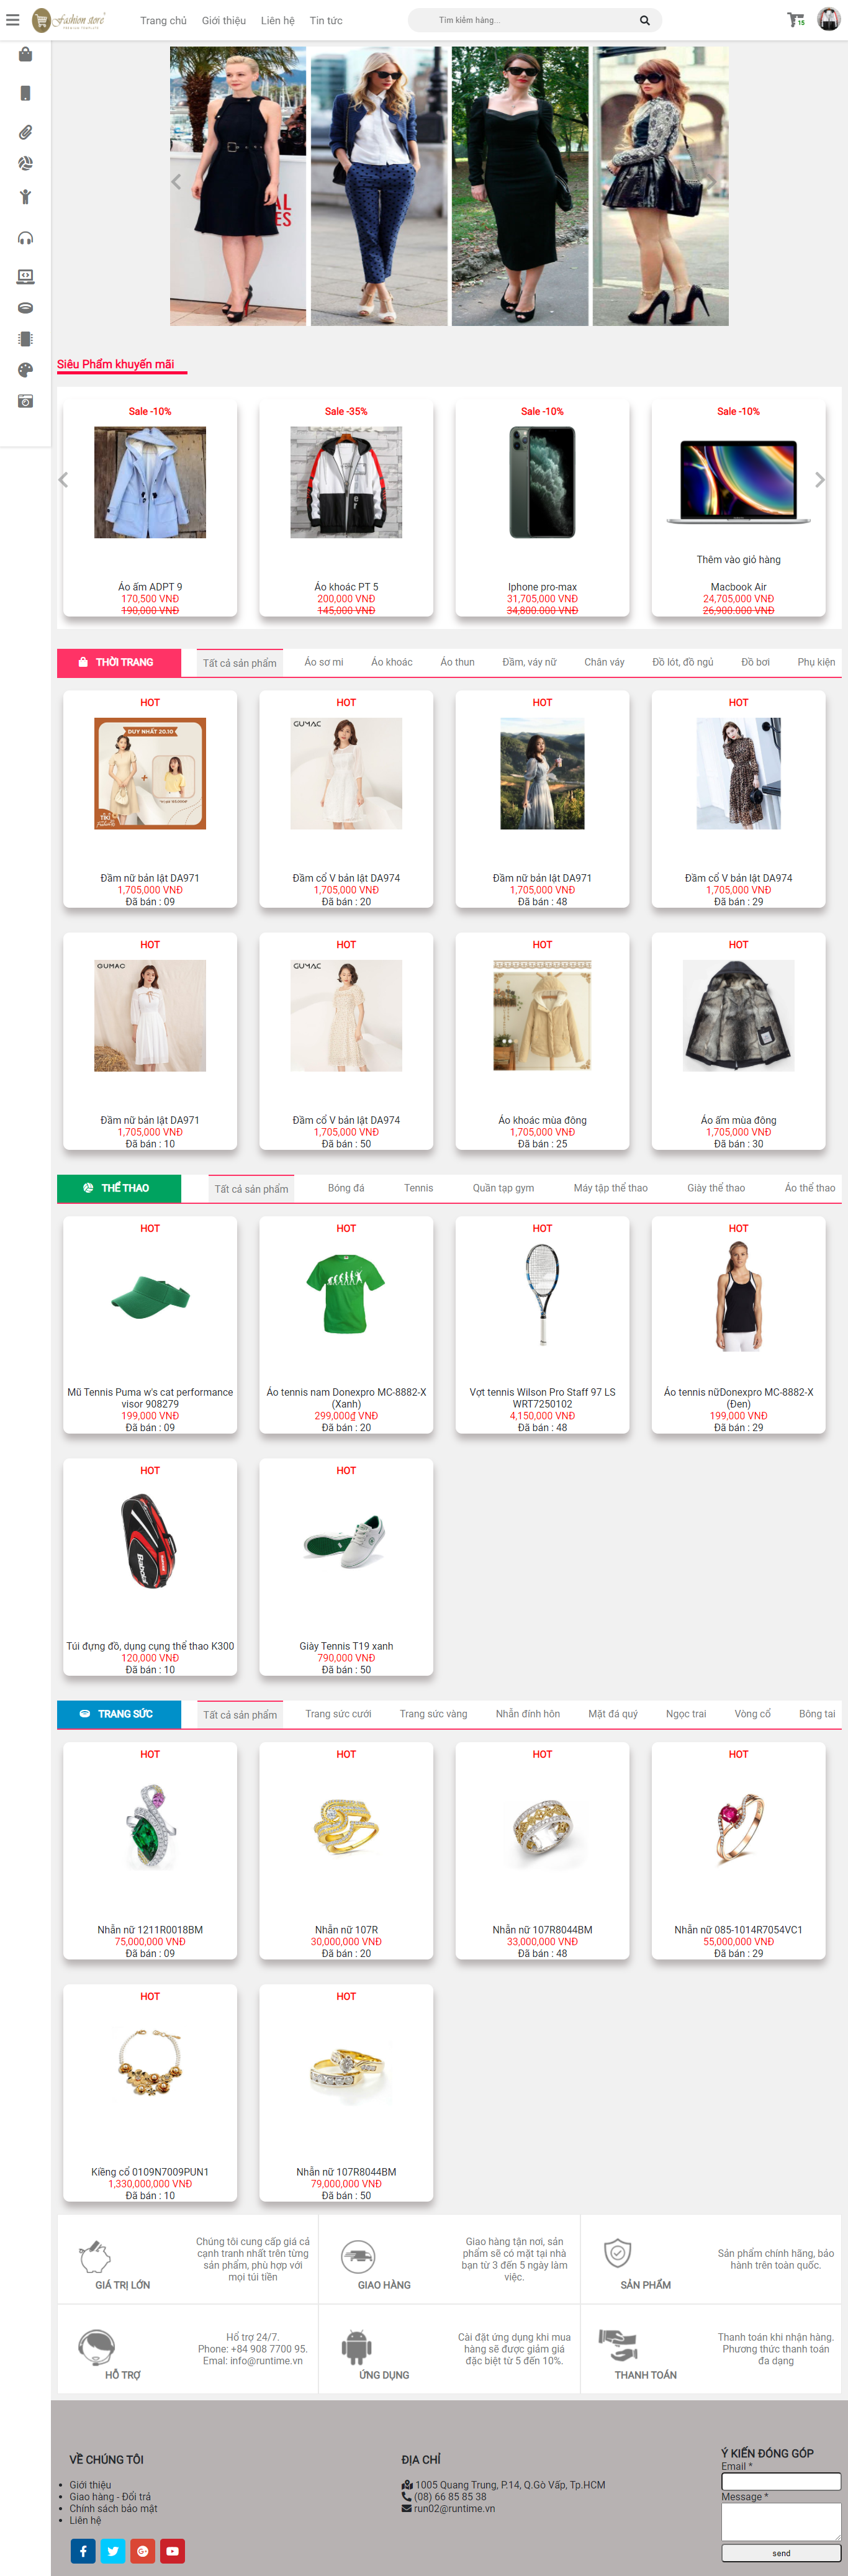 Fashion store
PREMIUM TEMPLATE
Trang chủ Giới thiệu Liên hệ Tin tức
Tìm kiếm hàng...
15
Siêu Phẩm khuyến mãi
Sale -10% Sale -35% Sale -10% Sale -10%
Thêm vào giỏ hàng
Áo ấm ADPT 9 Áo khoác PT 5 Iphone pro-max Macbook Air
170,500 VNĐ 200,000 VNĐ 31,705,000 VNĐ 24,705,000 VNĐ
190,000 VNĐ 145,000 VNĐ 34,800.000 VNĐ 26,900.000 VNĐ
THỜI TRANG Tất cả sản phẩm Áo sơ mi Áo khoác Áo thun Đầm, váy nữ Chân váy Đồ lót, đồ ngủ Đồ bơi Phụ kiện
HOT HOT HOT HOT
DUY NHẤT 20.10
GUMAC
TIKI
Đầm nữ bản lật DA971 Đầm cổ V bản lật DA974 Đầm nữ bản lật DA971 Đầm cổ V bản lật DA974
1,705,000 VNĐ 1,705,000 VNĐ 1,705,000 VNĐ 1,705,000 VNĐ
Đã bán : 09 Đã bán : 20 Đã bán : 48 Đã bán : 29
HOT HOT HOT HOT
GUMAC GUMAC
Đầm nữ bản lật DA971 Đầm cổ V bản lật DA974 Áo khoác mùa đông Áo ấm mùa đông
1,705,000 VNĐ 1,705,000 VNĐ 1,705,000 VNĐ 1,705,000 VNĐ
Đã bán : 10 Đã bán : 50 Đã bán : 25 Đã bán : 30
THỂ THAO Tất cả sản phẩm Bóng đá Tennis Quần tạp gym Máy tập thể thao Giày thể thao Áo thể thao
HOT HOT HOT HOT
Mũ Tennis Puma w's cat performance visor 908279
199,000 VNĐ
Đã bán : 09
Áo tennis nam Donexpro MC-8882-X (Xanh)
299,000₫ VNĐ
Đã bán : 20
Vợt tennis Wilson Pro Staff 97 LS WRT7250102
4,150,000 VNĐ
Đã bán : 48
Áo tennis nữDonexpro MC-8882-X (Đen)
199,000 VNĐ
Đã bán : 29
HOT HOT
Babolat
Túi đựng đồ, dụng cụng thể thao K300 Giày Tennis T19 xanh
120,000 VNĐ 790,000 VNĐ
Đã bán : 10 Đã bán : 50
TRANG SỨC Tất cả sản phẩm Trang sức cưới Trang sức vàng Nhẫn đính hôn Mặt đá quý Ngọc trai Vòng cổ Bông tai
HOT HOT HOT HOT
Nhẫn nữ 1211R0018BM Nhẫn nữ 107R Nhẫn nữ 107R8044BM Nhẫn nữ 085-1014R7054VC1
75,000,000 VNĐ 30,000,000 VNĐ 33,000,000 VNĐ 55,000,000 VNĐ
Đã bán : 09 Đã bán : 20 Đã bán : 48 Đã bán : 29
HOT HOT
Kiềng cổ 0109N7009PUN1 Nhẫn nữ 107R8044BM
1,330,000,000 VNĐ 79,000,000 VNĐ
Đã bán : 10 Đã bán : 50
GIÁ TRỊ LỚN
Chúng tôi cung cấp giá cả
cạnh tranh nhất trên từng
sản phẩm, phù hợp với
mọi túi tiền
GIAO HÀNG
Giao hàng tận nơi, sản
phẩm sẽ có mặt tại nhà
bạn từ 3 đến 5 ngày làm
việc.
SẢN PHẨM
Sản phẩm chính hãng, bảo
hành trên toàn quốc.
HỖ TRỢ
Hổ trợ 24/7.
Phone: +84 908 7700 95.
Emal: info@runtime.vn
ỨNG DỤNG
Cài đặt ứng dụng khi mua
hàng sẽ được giảm giá
đặc biệt từ 5 đến 10%.
THANH TOÁN
Thanh toán khi nhận hàng.
Phương thức thanh toán
đa dạng
VỀ CHÚNG TÔI
Giới thiệu
Giao hàng - Đổi trả
Chính sách bảo mật
Liên hệ
ĐỊA CHỈ
1005 Quang Trung, P.14, Q.Gò Vấp, Tp.HCM
(08) 66 85 85 38
run02@runtime.vn
Ý KIẾN ĐÓNG GÓP
Email *
Message *
send